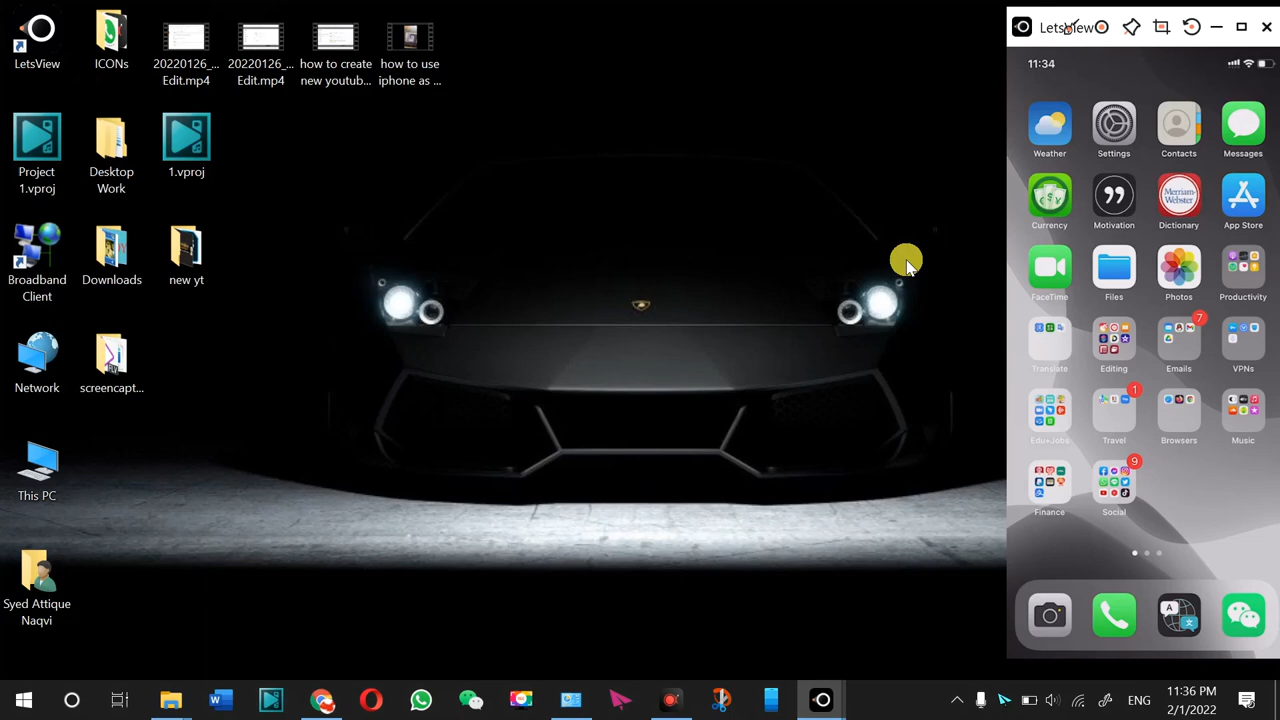 LetsView
ICONs
20220126_...
Edit.mp4
20220126_...
Edit.mp4
how to create
new youtub...
how to use
iphone as ...
Project
1.vproj
Desktop
Work
1.vproj
Broadband
Client
Downloads
new yt
Network
screencapt...
This PC
Syed Attique
Naqvi
LetsView
11:34
Weather
Settings
Contacts
Messages
Currency
Motivation
Merriam-
Webster
Dictionary
App Store
FaceTime
Files
Photos
Productivity
7
Translate
Editing
Emails
VPNs
1
Edu+Jobs
Travel
Browsers
Music
9
Finance
Social
ENG
11:36 PM
2/1/2022